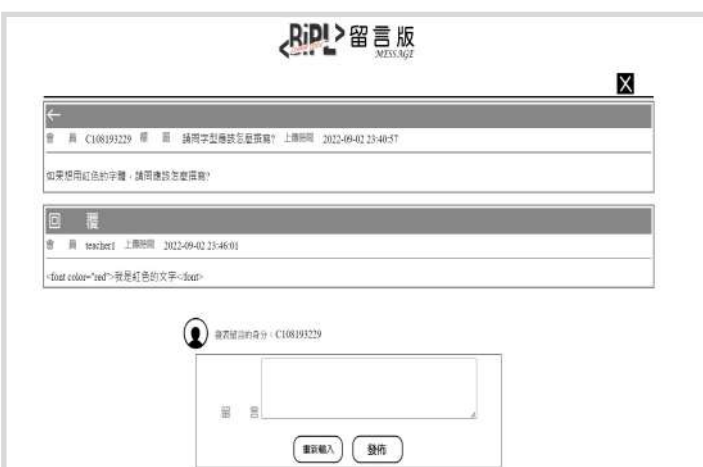 <RiPL>留言版
MESSAGE
X
←
會 員 C108193229 標 題 請問字型應該怎麼撰寫? 上傳時間 2022-09-02 23:40:57
如果想用紅色的字體，請問應該怎麼撰寫?
回 覆
會 員 teacher1 上傳時間 2022-09-02 23:46:01
<font color="red">我是紅色的文字</font>
發表留言的身分：C108193229
留 言
重新輸入 發佈